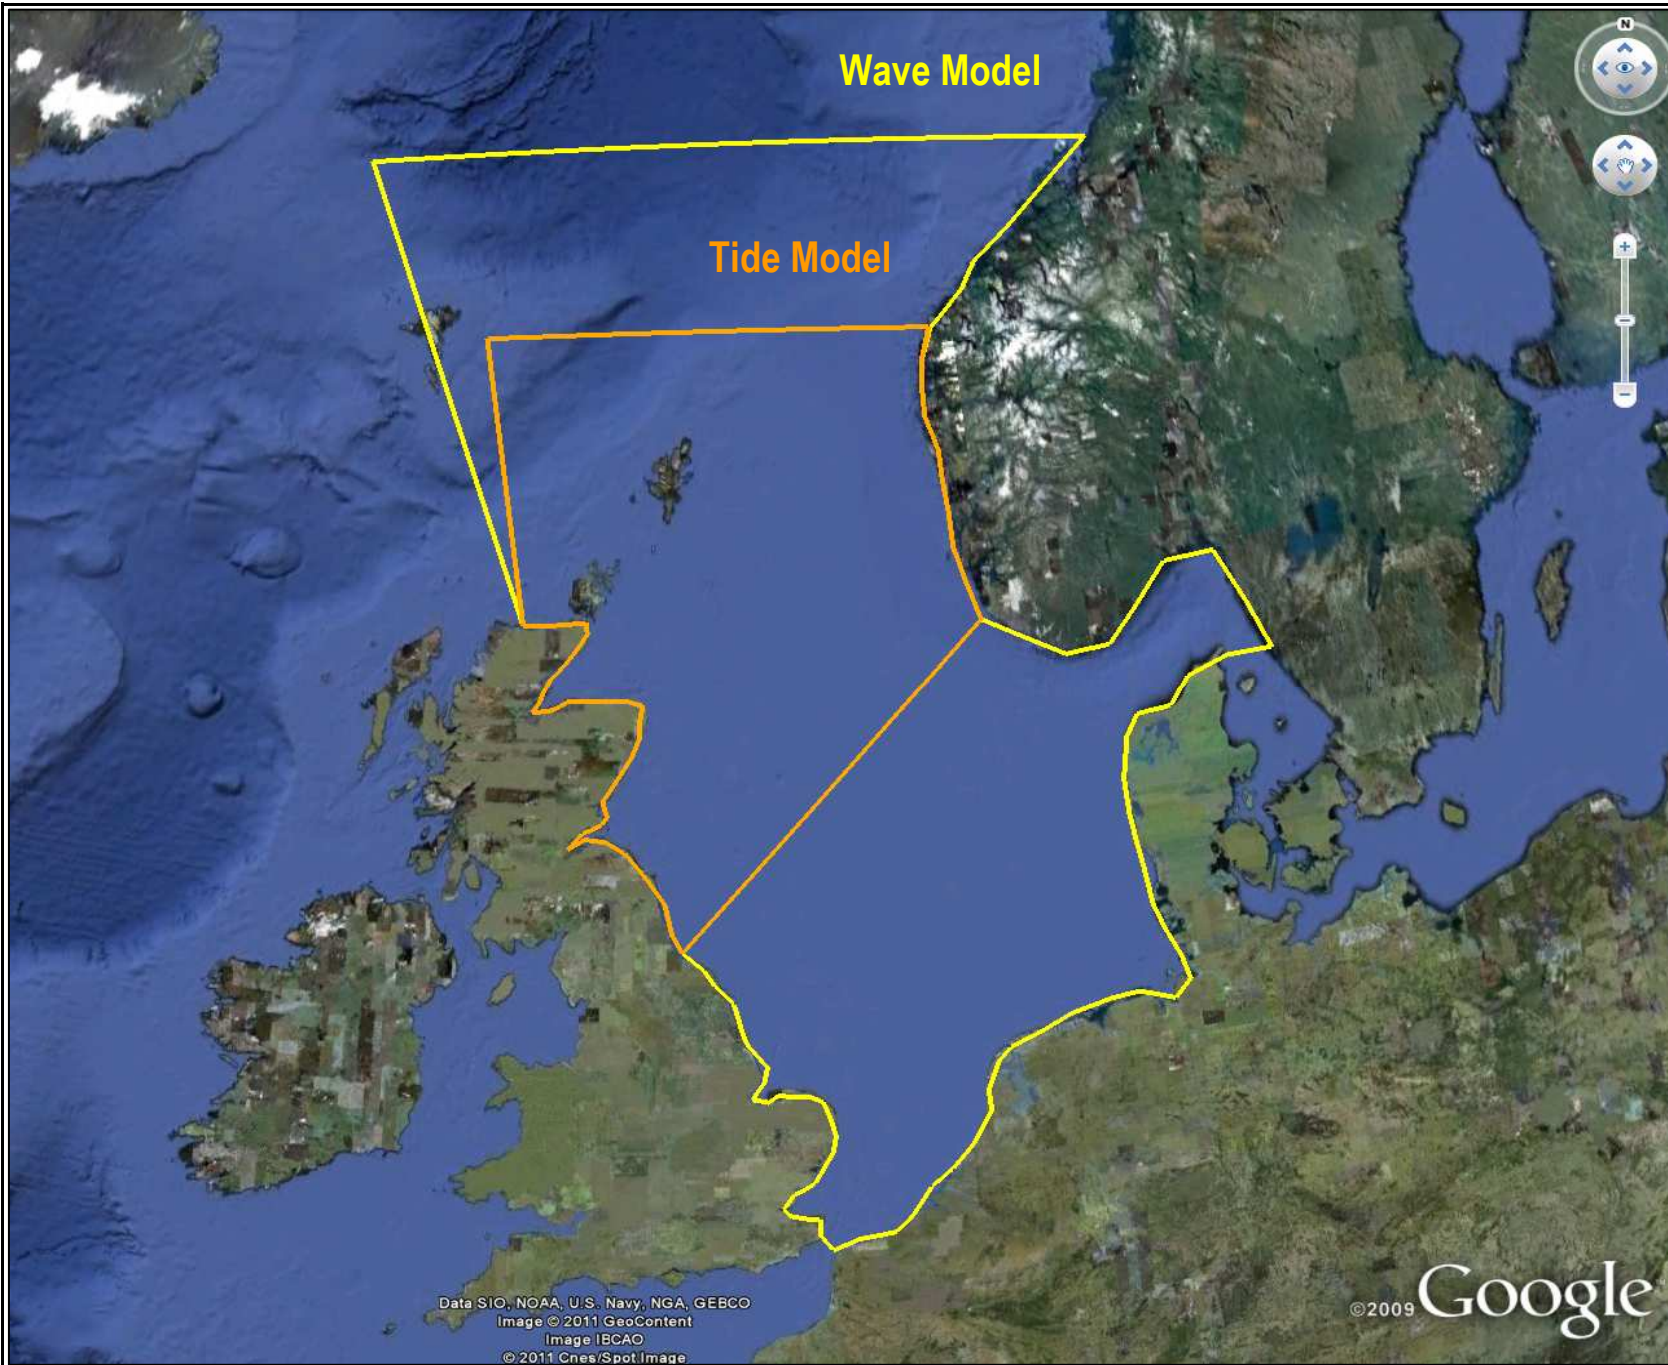 N
Wave Model
Tide Model
Data SIO, NOAA, U.S. Navy, NGA, GEBCO
Image © 2011 GeoContent
Image IBCAO
© 2011 Cnes/Spot Image
©2009 Google